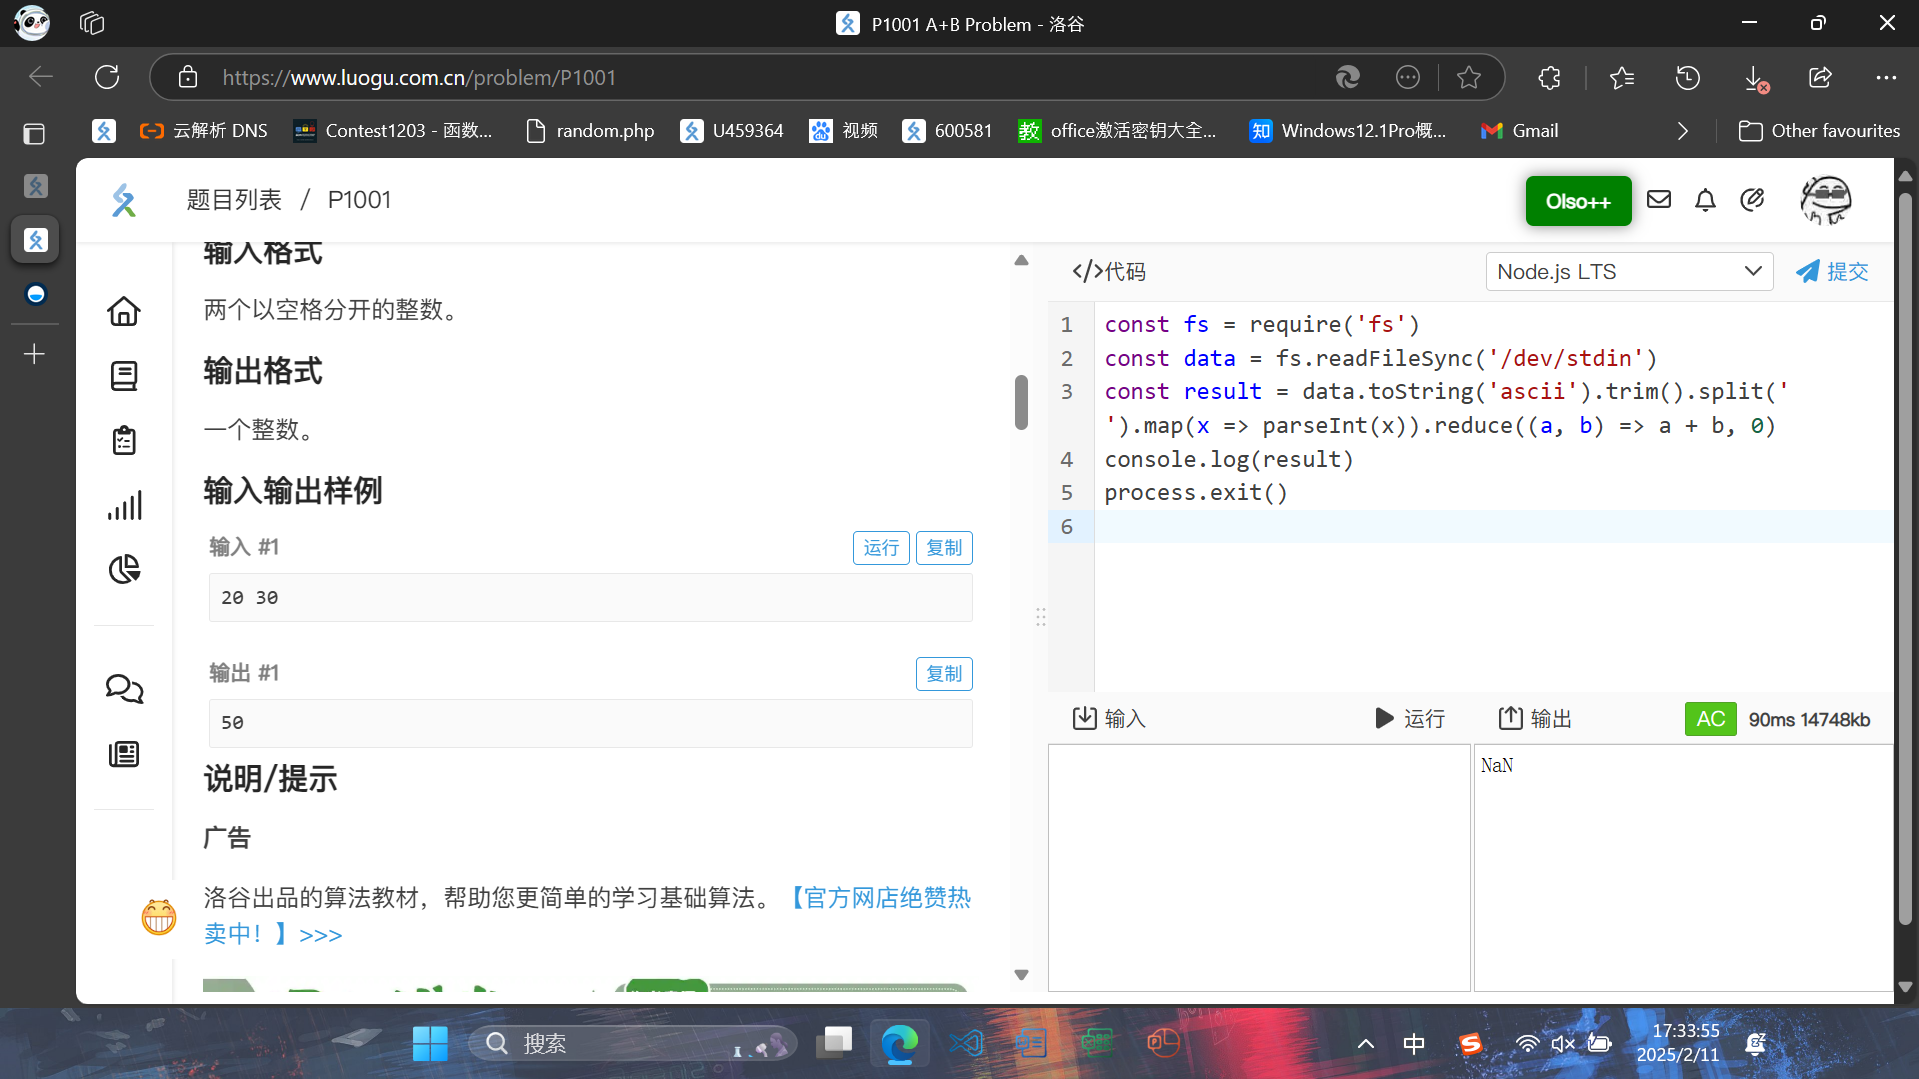 P1001 A+B Problem - 洛谷
https://www.luogu.com.cn/problem/P1001
云解析 DNS
Contest1203 - 函数...
random.php
U459364
视频
600581
教
office激活密钥大全...
知
Windows12.1Pro概...
Gmail
Other favourites
题目列表 / P1001
Olso++
输入格式
两个以空格分开的整数。
输出格式
一个整数。
输入输出样例
输入 #1
运行
复制
20 30
输出 #1
复制
50
说明/提示
广告
洛谷出品的算法教材，帮助您更简单的学习基础算法。【官方网店绝赞热
卖中！】>>>
</>代码
Node.js LTS
提交
1 const fs = require('fs')
2 const data = fs.readFileSync('/dev/stdin')
3 const result = data.toString('ascii').trim().split('
').map(x => parseInt(x)).reduce((a, b) => a + b, 0)
4 console.log(result)
5 process.exit()
6
输入
运行
输出
AC
90ms 14748kb
NaN
搜索
中
17:33:55
2025/2/11